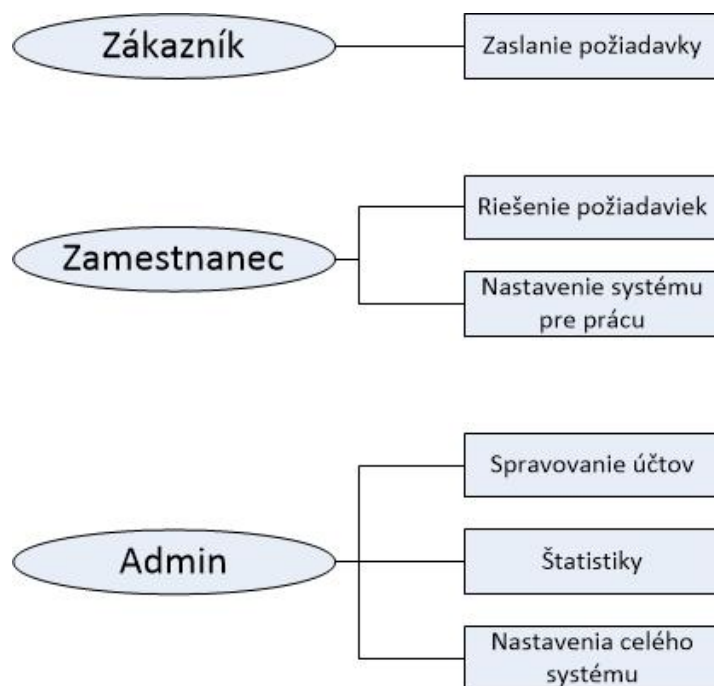 Zákazník
Zaslanie požiadavky
Zamestnanec
Riešenie požiadaviek
Nastavenie systému
pre prácu
Admin
Spravovanie účtov
Štatistiky
Nastavenia celého
systému